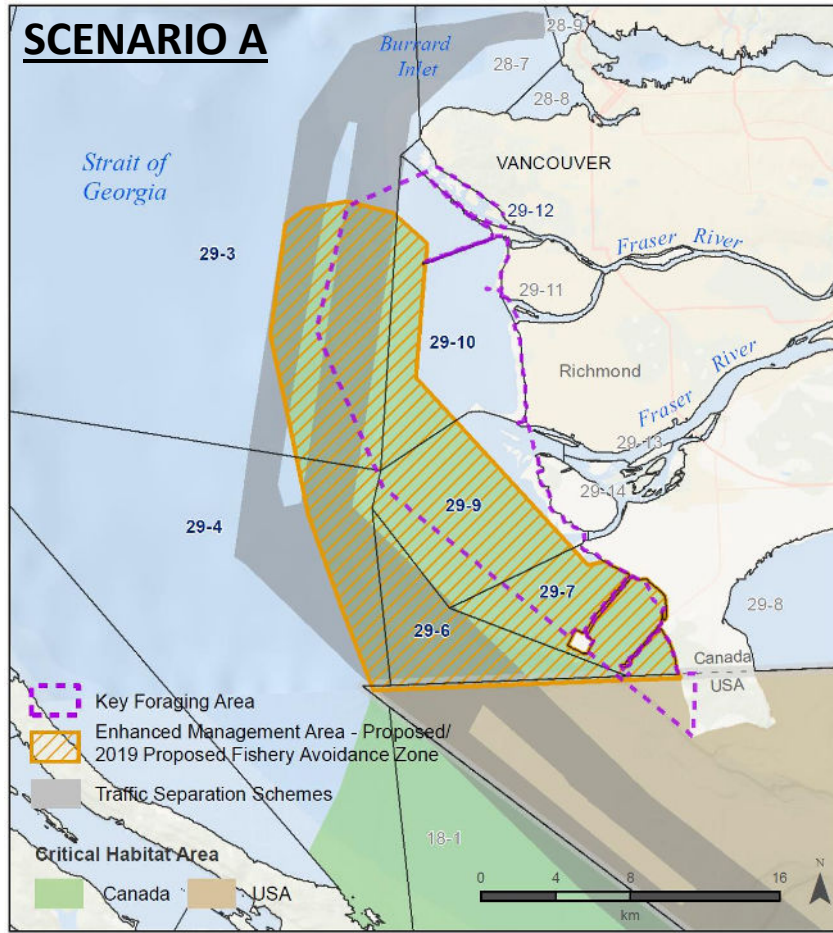 SCENARIO A
28-9
Burrard
Inlet
28-7
28-8
Strait of
Georgia
VANCOUVER
29-12
Fraser River
29-3
29-11
29-10
Richmond
Fraser River
29-13
29-14
29-9
29-4
29-7
29-6
29-8
Canada
USA
Key Foraging Area
Enhanced Management Area - Proposed/
2019 Proposed Fishery Avoidance Zone
Traffic Separation Schemes
18-1
Critical Habitat Area
Canada USA
N
0 4 8 16
km